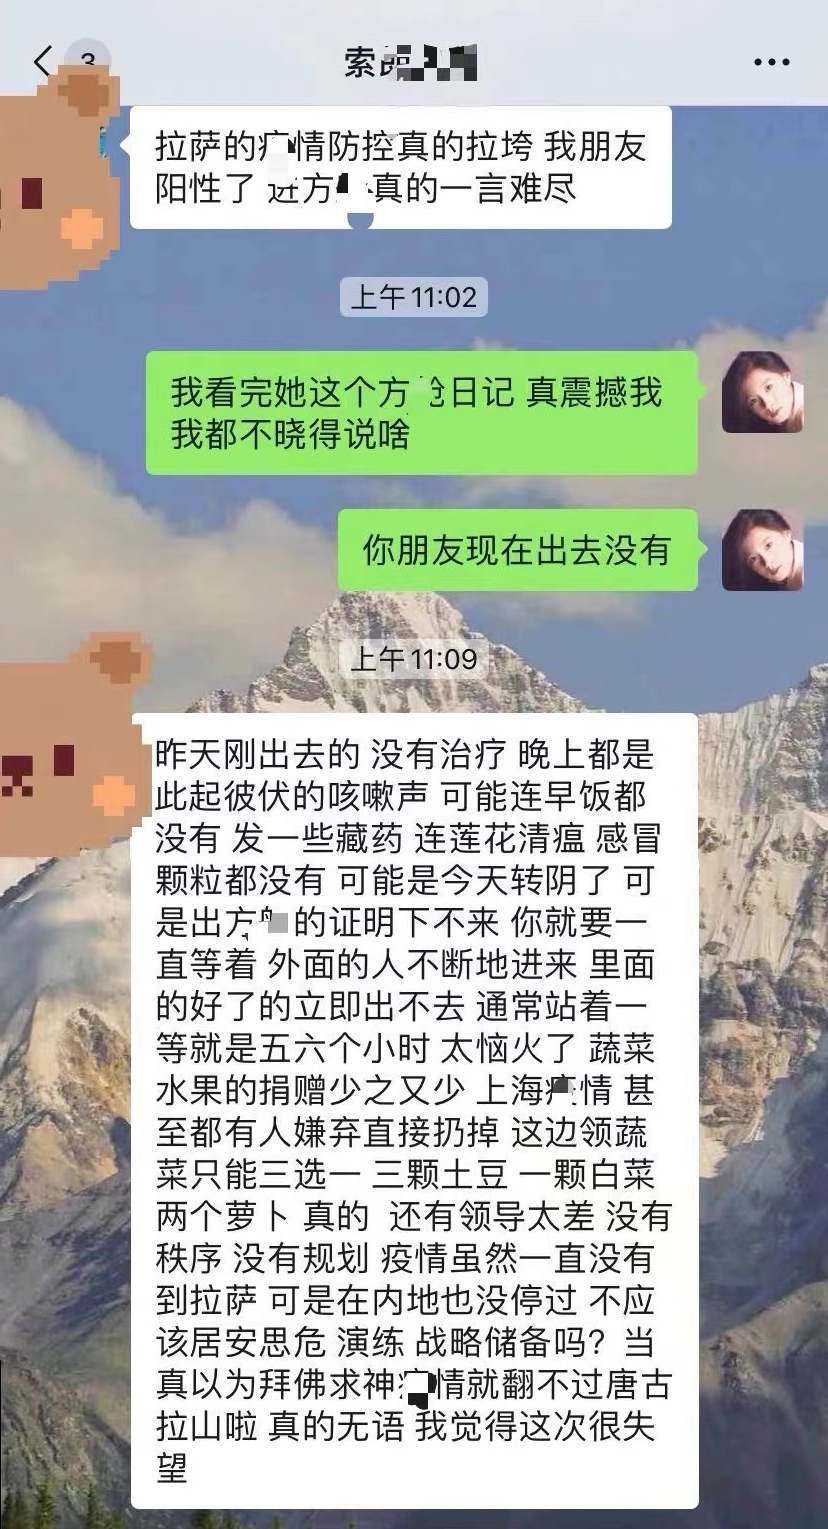 3
索
拉萨的疫情防控真的拉垮 我朋友
阳性了 进方 真的一言难尽
上午 11:02
我看完她这个方舱日记 真震撼我
我都不晓得说啥
你朋友现在出去没有
上午 11:09
昨天刚出去的 没有治疗 晚上都是
此起彼伏的咳嗽声 可能连早饭都
没有 发一些藏药 连莲花清瘟 感冒
颗粒都没有 可能是今天转阴了 可
是出方 的证明下不来 你就要一
直等着 外面的人不断地进来 里面
的好了的立即出不去 通常站着一
等就是五六个小时 太恼火了 蔬菜
水果的捐赠少之又少 上海疫情 甚
至都有人嫌弃直接扔掉 这边领蔬
菜只能三选一 三颗土豆 一颗白菜
两个萝卜 真的 还有领导太差 没有
秩序 没有规划 疫情虽然一直没有
到拉萨 可是在内地也没停过 不应
该居安思危 演练 战略储备吗？当
真以为拜佛求神疫情就翻不过唐古
拉山啦 真的无语 我觉得这次很失
望